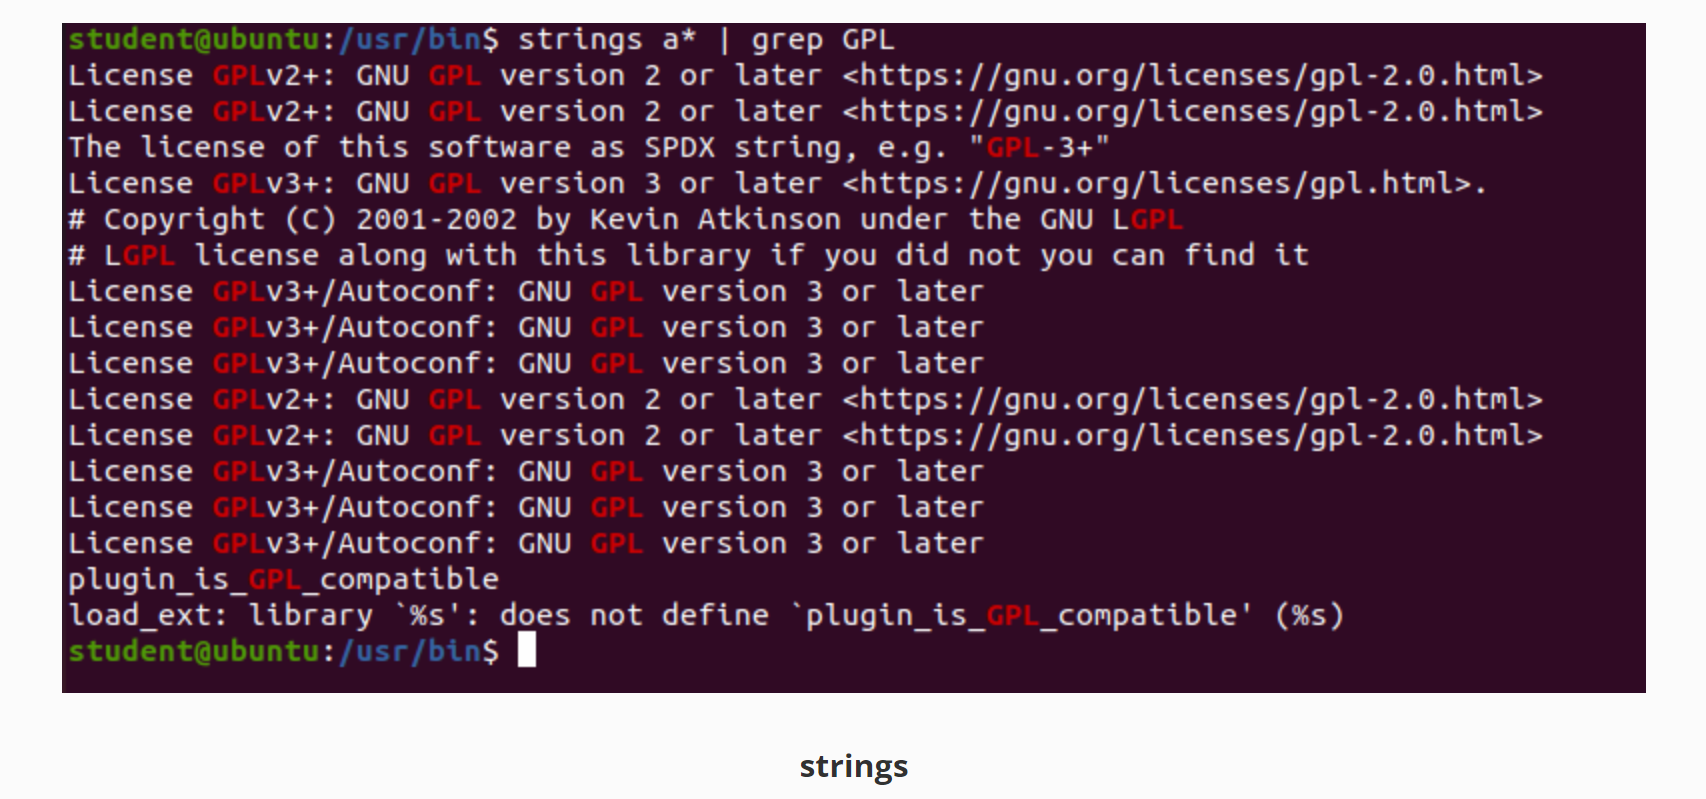 student@ubuntu:/usr/bin$ strings a* | grep GPL
License GPLv2+: GNU GPL version 2 or later <https://gnu.org/licenses/gpl-2.0.html>
License GPLv2+: GNU GPL version 2 or later <https://gnu.org/licenses/gpl-2.0.html>
The license of this software as SPDX string, e.g. "GPL-3+"
License GPLv3+: GNU GPL version 3 or later <https://gnu.org/licenses/gpl.html>.
# Copyright (C) 2001-2002 by Kevin Atkinson under the GNU LGPL
# LGPL license along with this library if you did not you can find it
License GPLv3+/Autoconf: GNU GPL version 3 or later
License GPLv3+/Autoconf: GNU GPL version 3 or later
License GPLv3+/Autoconf: GNU GPL version 3 or later
License GPLv2+: GNU GPL version 2 or later <https://gnu.org/licenses/gpl-2.0.html>
License GPLv2+: GNU GPL version 2 or later <https://gnu.org/licenses/gpl-2.0.html>
License GPLv3+/Autoconf: GNU GPL version 3 or later
License GPLv3+/Autoconf: GNU GPL version 3 or later
License GPLv3+/Autoconf: GNU GPL version 3 or later
plugin_is_GPL_compatible
load_ext: library `%s': does not define `plugin_is_GPL_compatible' (%s)
student@ubuntu:/usr/bin$
strings